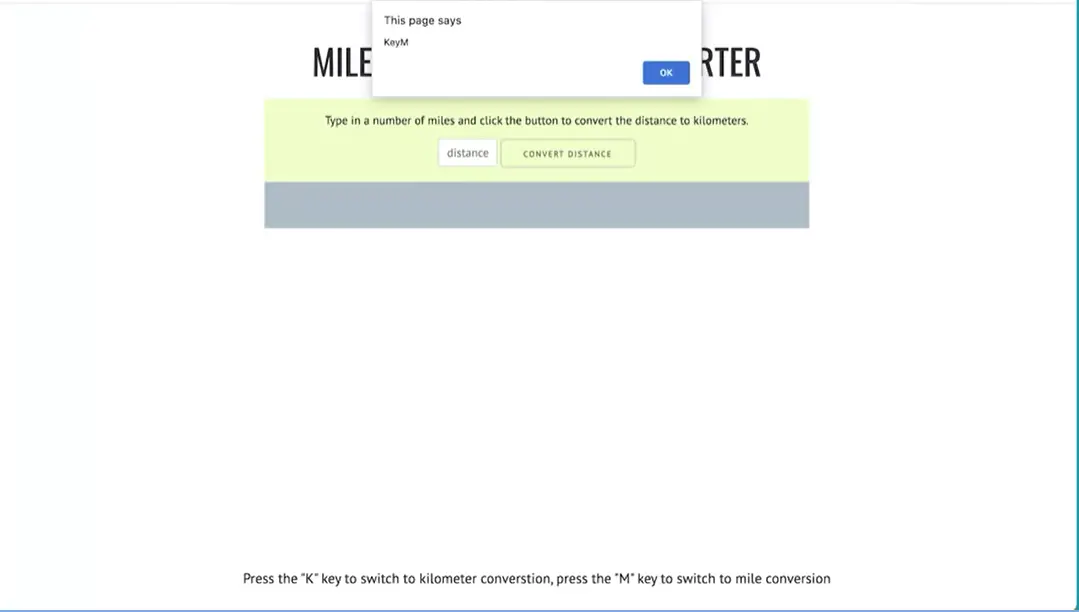 This page says
KeyM
OK
MILE RTER
Type in a number of miles and click the button to convert the distance to kilometers.
distance CONVERT DISTANCE
Press the "K" key to switch to kilometer converstion, press the "M" key to switch to mile conversion